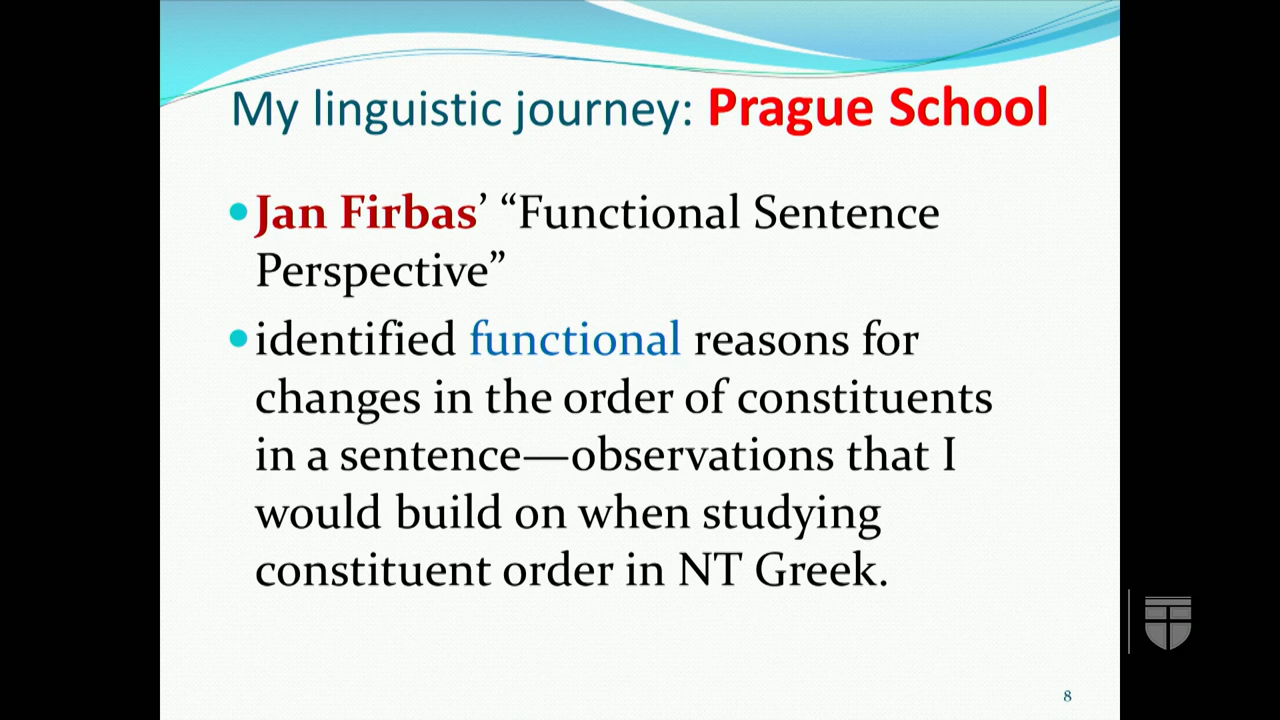 My linguistic journey: Prague School
•Jan Firbas’ “Functional Sentence
Perspective”
•identified functional reasons for
changes in the order of constituents
in a sentence—observations that I
would build on when studying
constituent order in NT Greek.
8